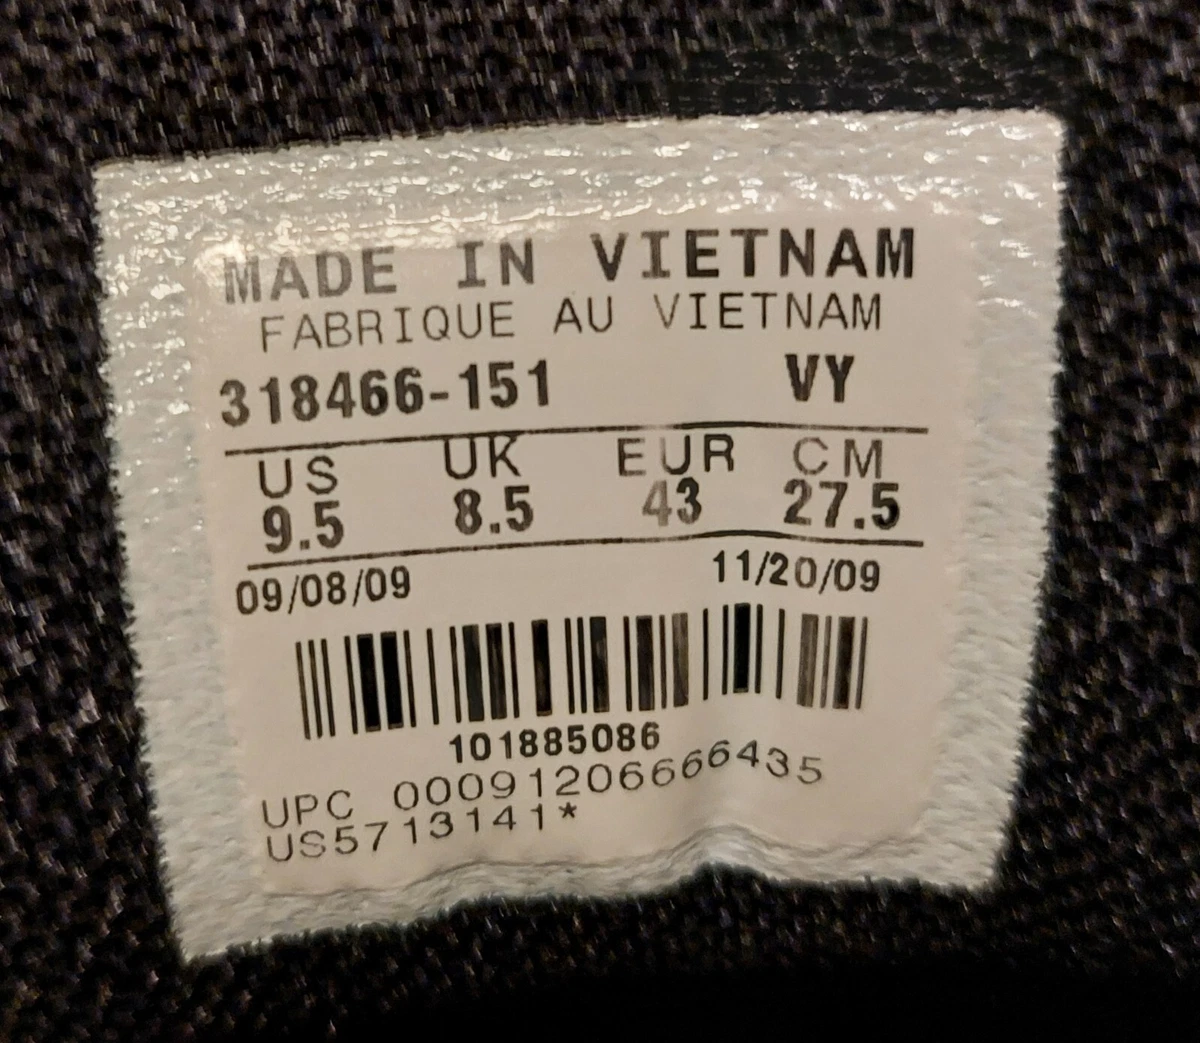 MADE IN VIETNAM
FABRIQUE AU VIETNAM
318466-151 VY
US UK EUR CM
9.5 8.5 43 27.5
09/08/09 11/20/09
101885086
UPC 00091206666435
US5713141*